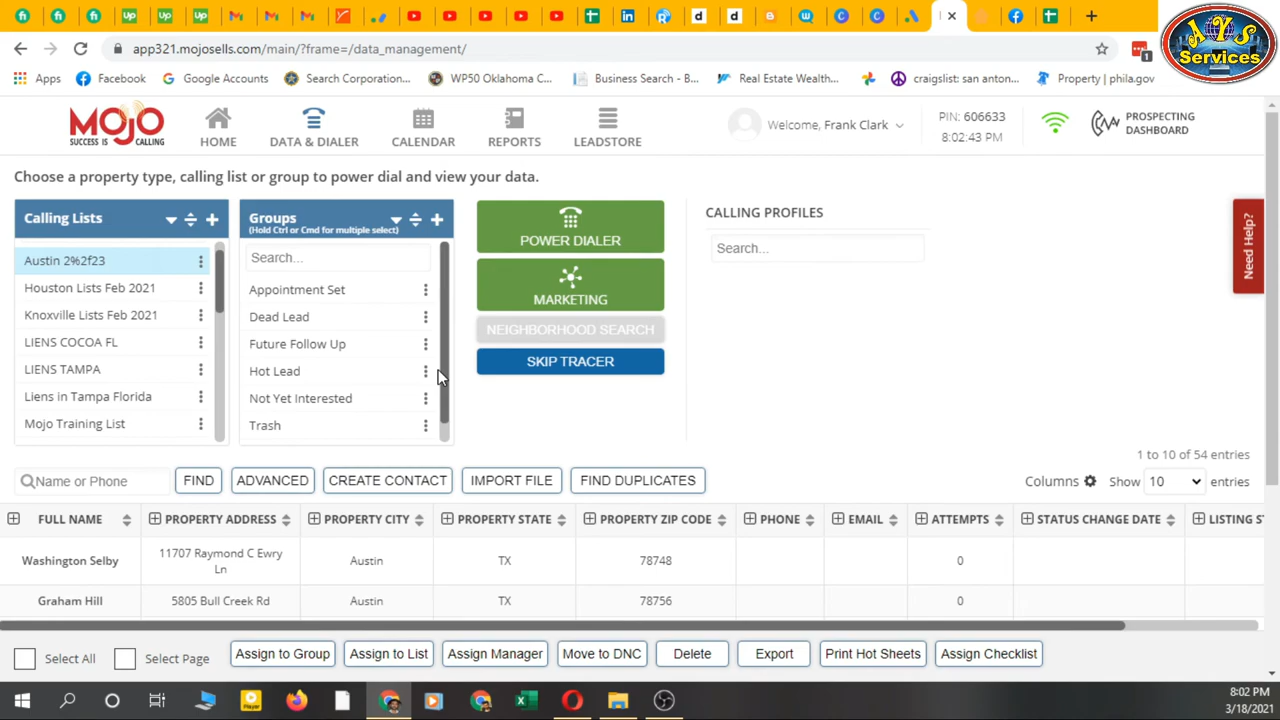 app321.mojosells.com/main/?frame=/data_management/
Apps Facebook Google Accounts Search Corporation... WP50 Oklahoma C... Business Search - B... Real Estate Wealth... craigslist: san anton... Property | phila.gov
AYS
Services
MOJO
SUCCESS IS CALLING
HOME DATA & DIALER CALENDAR REPORTS LEADSTORE
Welcome, Frank Clark
PIN: 606633
8:02:43 PM
PROSPECTING
DASHBOARD
Choose a property type, calling list or group to power dial and view your data.
Calling Lists
Austin 2%2f23
Houston Lists Feb 2021
Knoxville Lists Feb 2021
LIENS COCOA FL
LIENS TAMPA
Liens in Tampa Florida
Mojo Training List
Groups
(Hold Ctrl or Cmd for multiple select)
Search...
Appointment Set
Dead Lead
Future Follow Up
Hot Lead
Not Yet Interested
Trash
POWER DIALER
MARKETING
NEIGHBORHOOD SEARCH
SKIP TRACER
CALLING PROFILES
Search...
Need Help?
1 to 10 of 54 entries
Name or Phone FIND ADVANCED CREATE CONTACT IMPORT FILE FIND DUPLICATES Columns Show 10 entries
FULL NAME PROPERTY ADDRESS PROPERTY CITY PROPERTY STATE PROPERTY ZIP CODE PHONE EMAIL ATTEMPTS STATUS CHANGE DATE LISTING ST
Washington Selby 11707 Raymond C Ewry Austin TX 78748 0
Ln
Graham Hill 5805 Bull Creek Rd Austin TX 78756 0
Select All Select Page Assign to Group Assign to List Assign Manager Move to DNC Delete Export Print Hot Sheets Assign Checklist
8:02 PM
3/18/2021